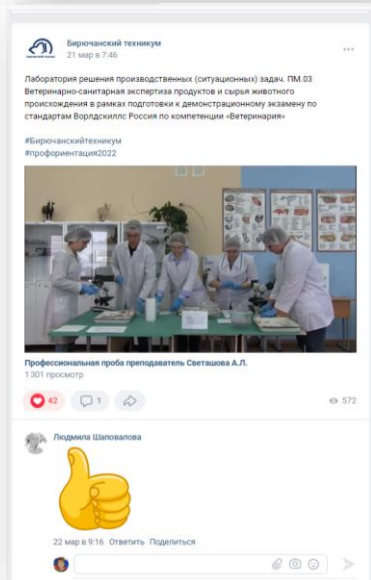 Бирючанский техникум
21 мар в 7:46
Лаборатория решения производственных (ситуационных) задач. ПМ.03
Ветеринарно-санитарная экспертиза продуктов и сырья животного
происхождения в рамках подготовки к демонстрационному экзамену по
стандартам Ворлдскиллс Россия по компетенции «Ветеринария»
#Бирючанскийтехникум
#профориентация2022
Профессиональная проба преподаватель Светашова А.Л.
1 301 просмотр
42 1 572
Людмила Шаповалова
22 мар в 9:16 Ответить Поделиться